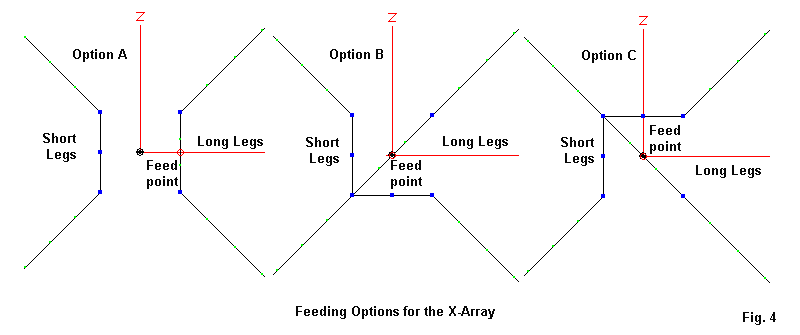 Z
Option A
Short
Legs
Long Legs
Feed
point
Z
Option B
Short
Legs
Long Legs
Feed
point
Z
Option C
Short
Legs
Feed
point
Long Legs
Feeding Options for the X-Array
Fig. 4